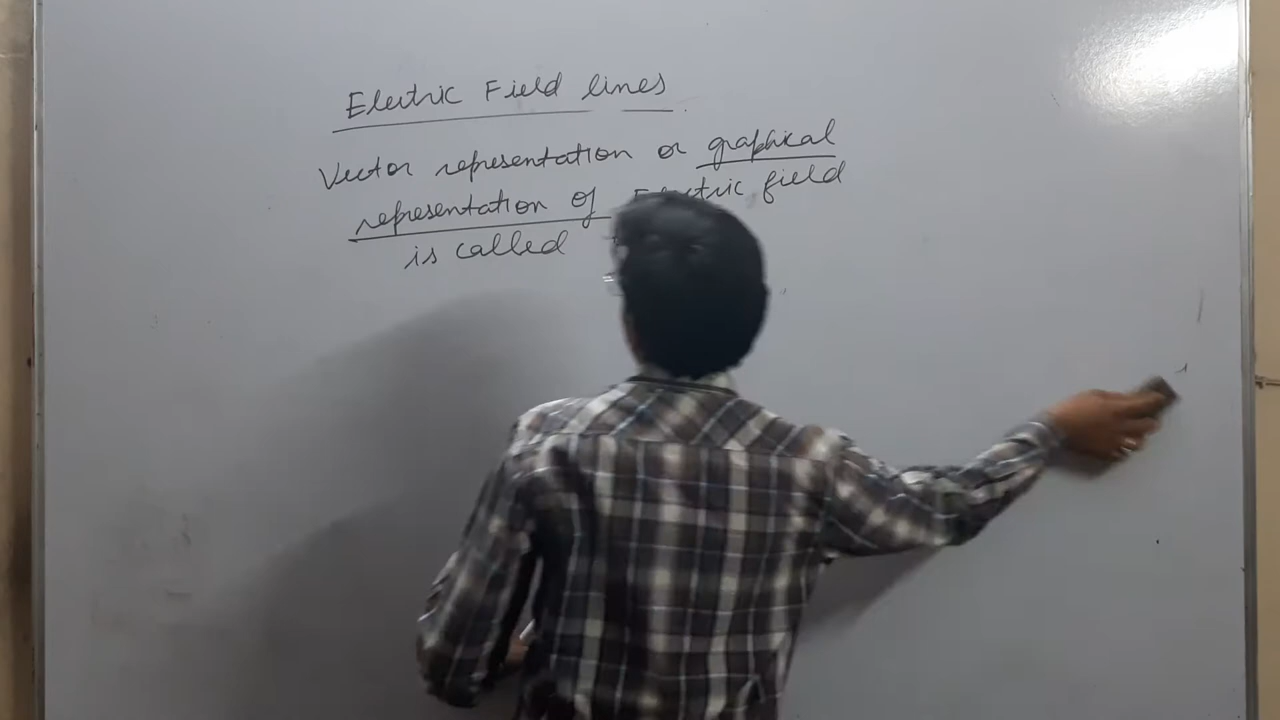 Electric Field lines
Vector representation or graphical
representation of Electric field
is called